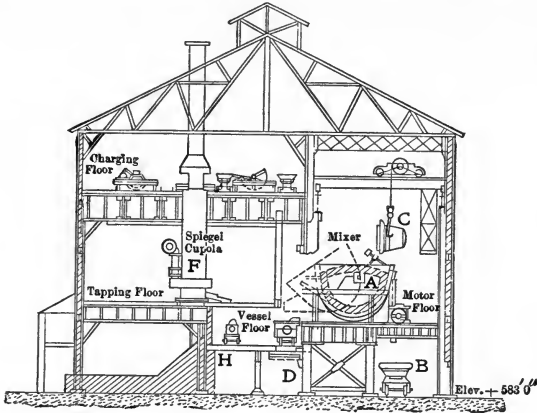 Charging
Floor
C
Spiegel
Cupola
Mixer
F
A
Tapping Floor
Motor
Floor
Vessel
Floor
H
D
B
Elev. + 583' 0"